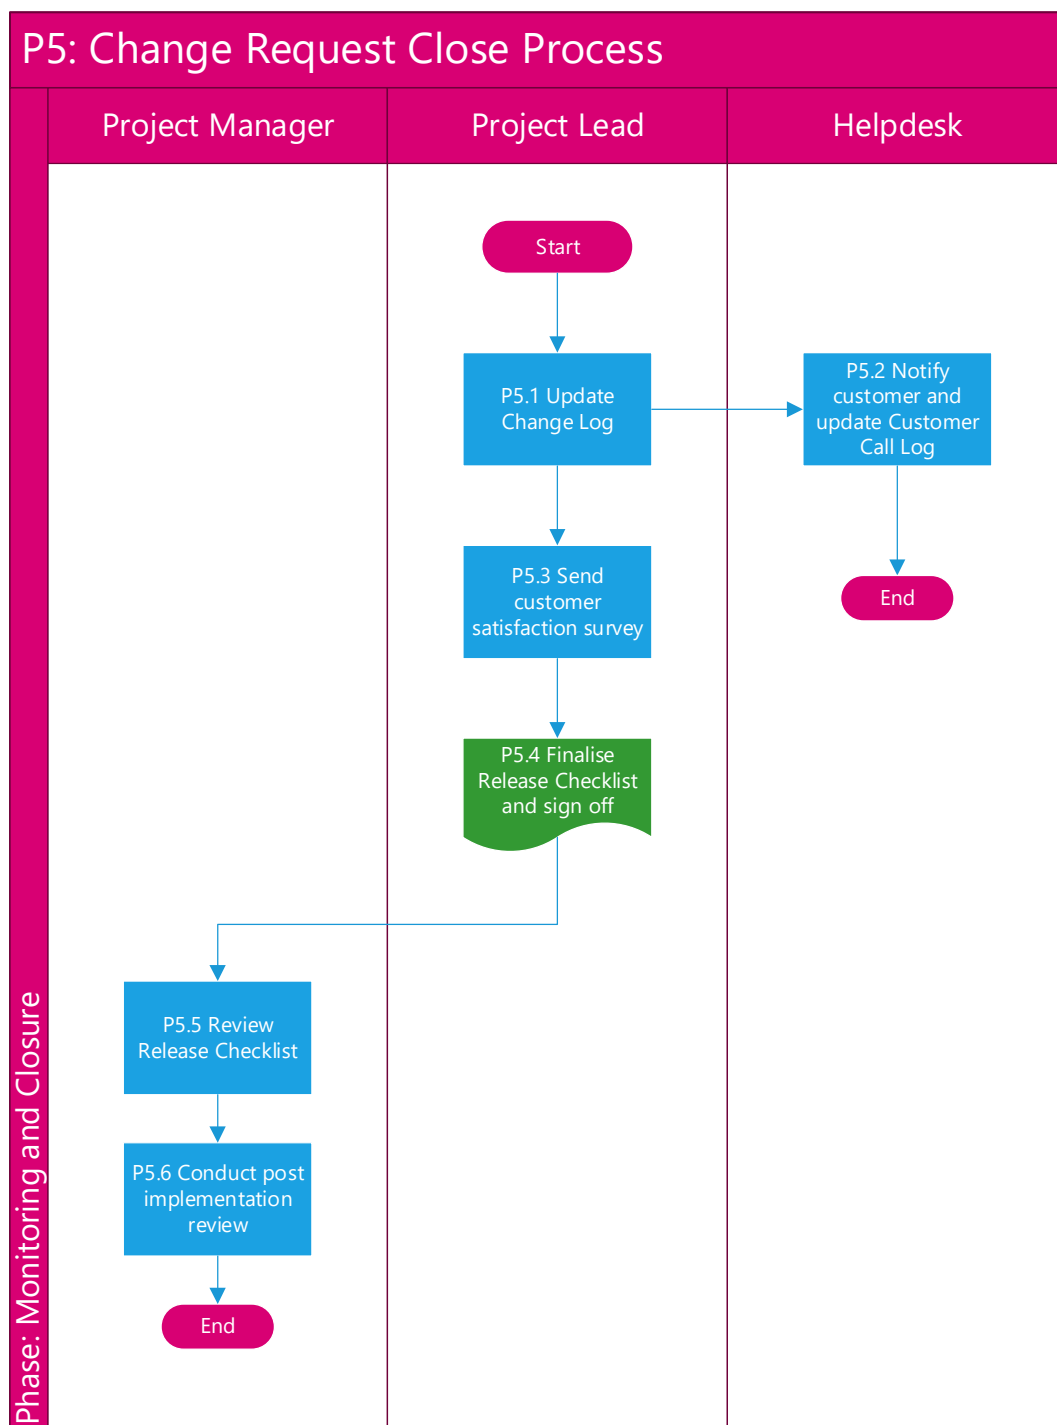 P5: Change Request Close Process
Project Manager
Project Lead
Helpdesk
Phase: Monitoring and Closure
Start
P5.1 Update
Change Log
P5.2 Notify
customer and
update Customer
Call Log
P5.3 Send
customer
satisfaction survey
End
P5.4 Finalise
Release Checklist
and sign off
P5.5 Review
Release Checklist
P5.6 Conduct post
implementation
review
End